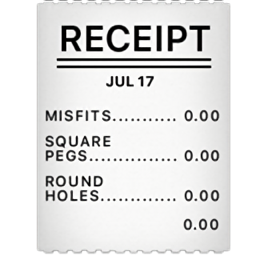 RECEIPT
JUL 17
MISFITS........... 0.00
SQUARE
PEGS............... 0.00
ROUND
HOLES............. 0.00
0.00